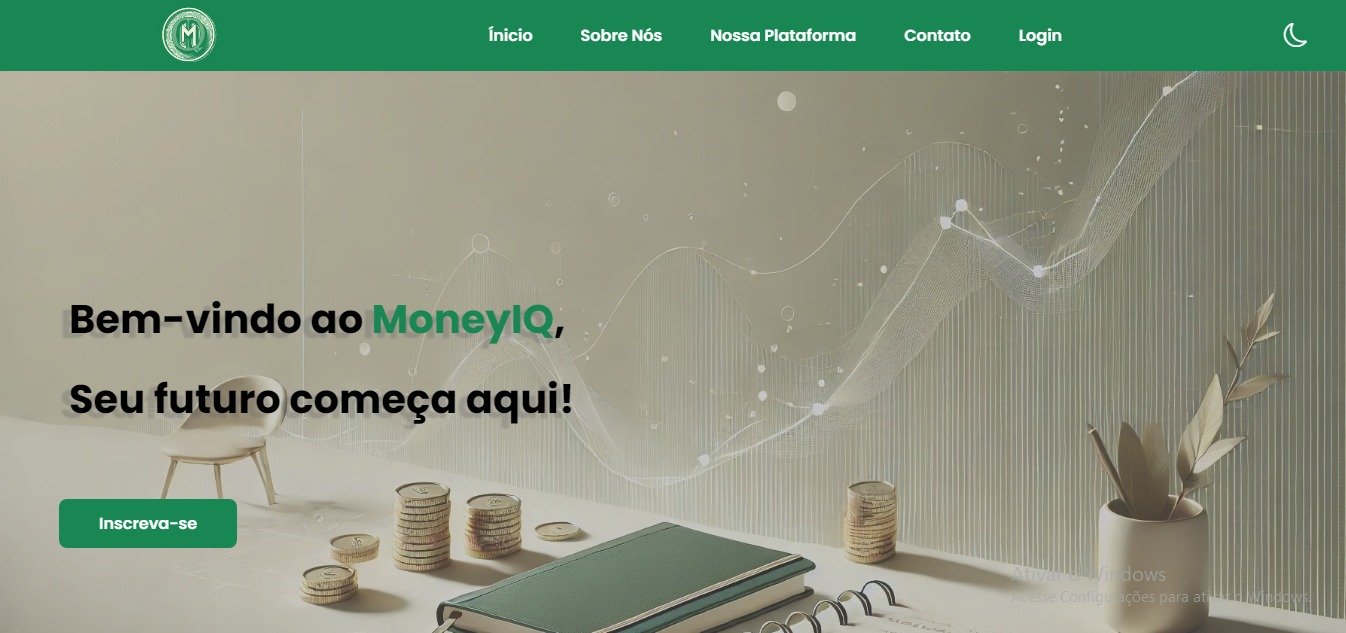 Ínicio Sobre Nós Nossa Plataforma Contato Login
Bem-vindo ao MoneyIQ,
Seu futuro começa aqui!
Inscreva-se
Ativar o Windows
Acesse Configurações para ativar o Windows.